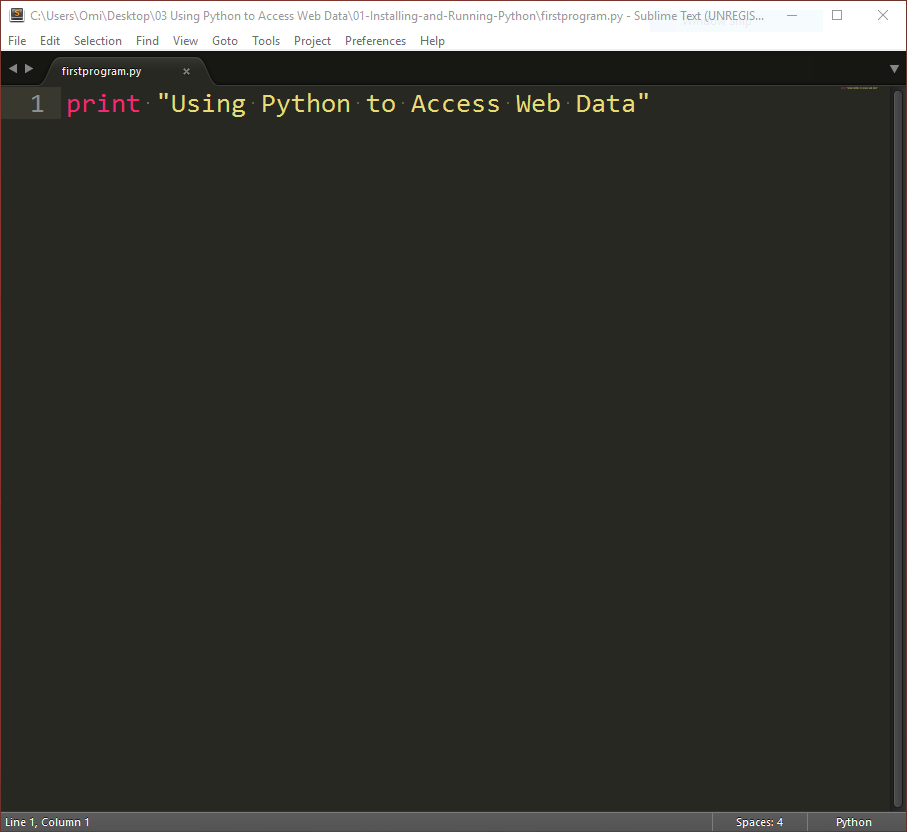 C:\Users\Omi\Desktop\03 Using Python to Access Web Data\01-Installing-and-Running-Python\firstprogram.py - Sublime Text (UNREGIS...
File Edit Selection Find View Goto Tools Project Preferences Help
firstprogram.py ×
1 print "Using Python to Access Web Data"
Line 1, Column 1 Spaces: 4 Python